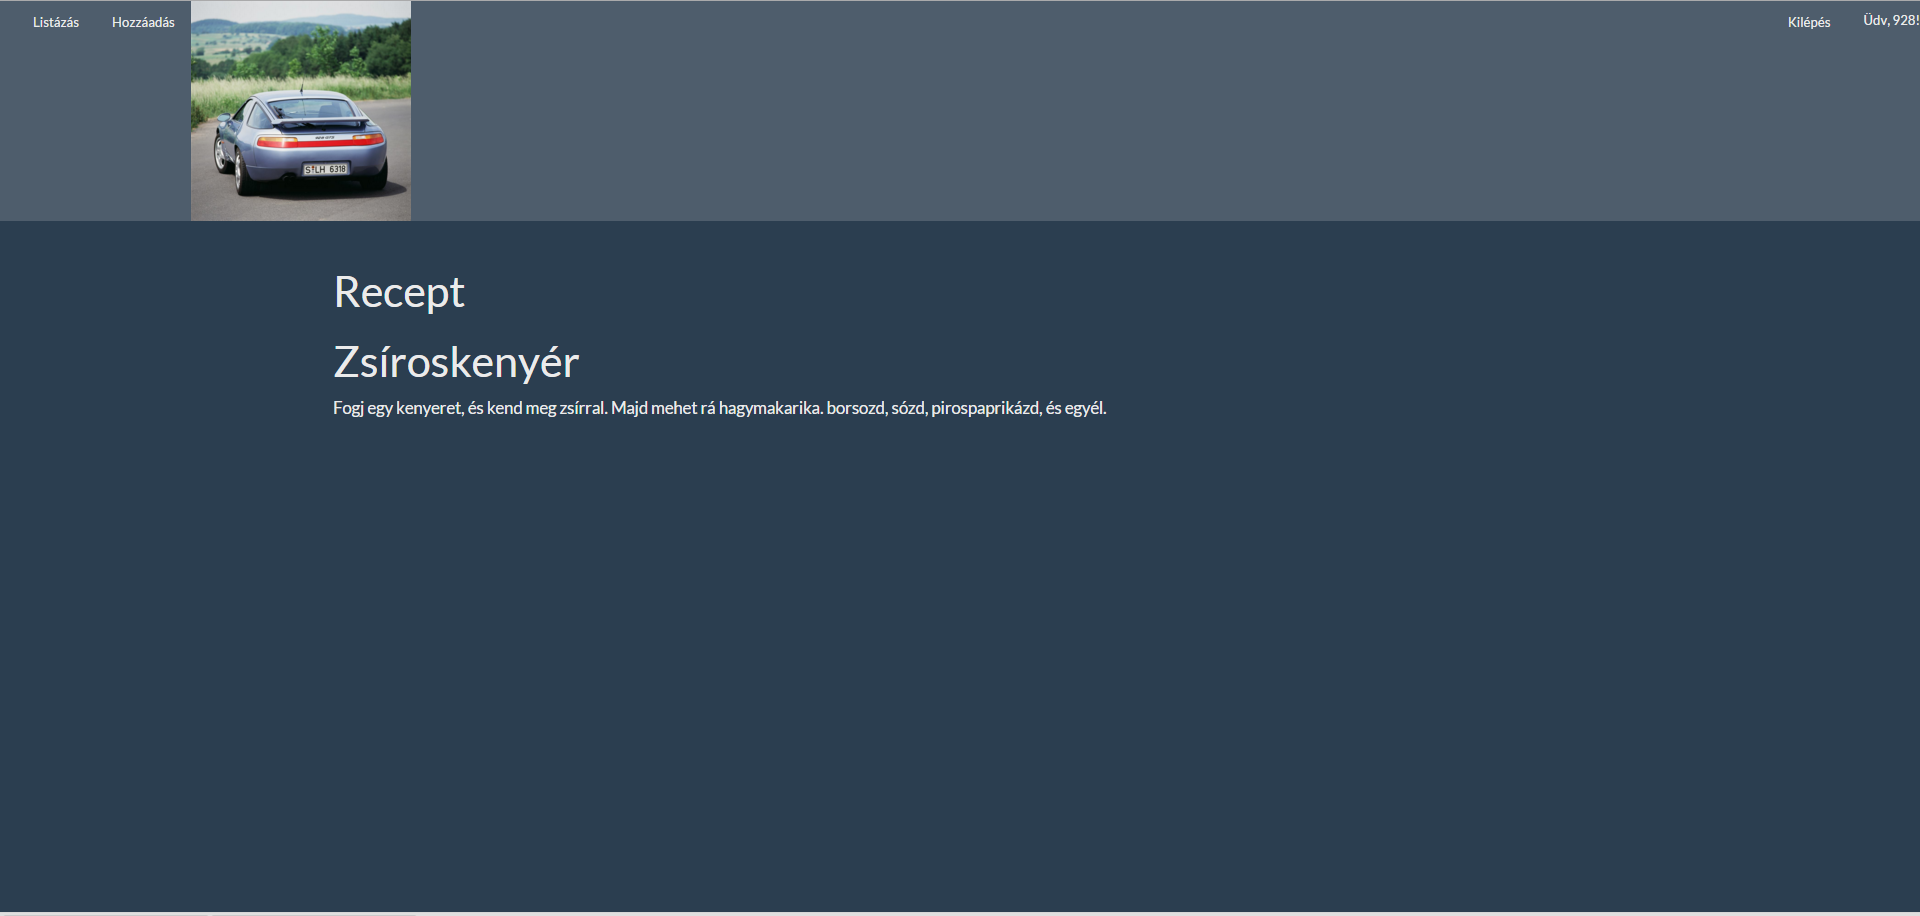 Listázás
Hozzáadás
Kilépés
Üdv, 928!
S LH 6318
Recept
Zsíroskenyér
Fogj egy kenyeret, és kend meg zsírral. Majd mehet rá hagymakarika. borsozd, sózd, pirospaprikázd, és egyél.